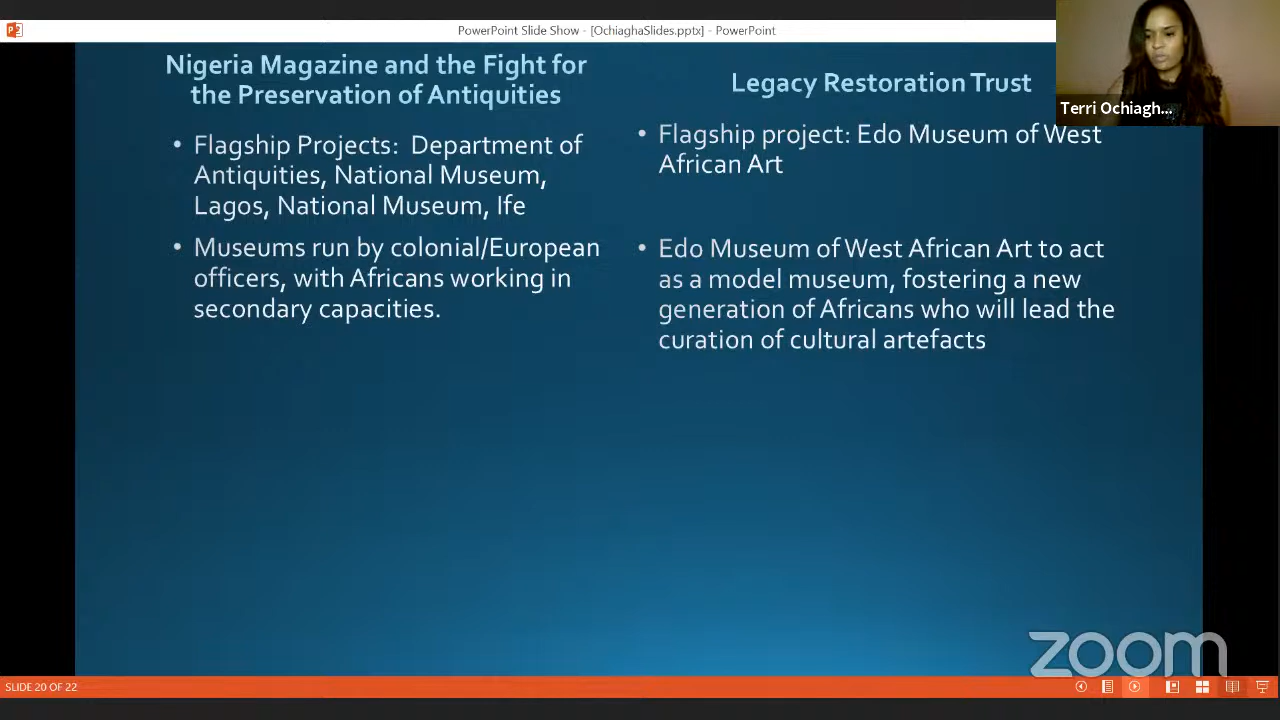 PowerPoint Slide Show - [OchiaghaSlides.pptx] - PowerPoint
Nigeria Magazine and the Fight for
the Preservation of Antiquities
• Flagship Projects: Department of
Antiquities, National Museum,
Lagos, National Museum, Ife
• Museums run by colonial/European
officers, with Africans working in
secondary capacities.
Legacy Restoration Trust
• Flagship project: Edo Museum of West
African Art
• Edo Museum of West African Art to act
as a model museum, fostering a new
generation of Africans who will lead the
curation of cultural artefacts
Terri Ochiagh...
zoom
SLIDE 20 OF 22